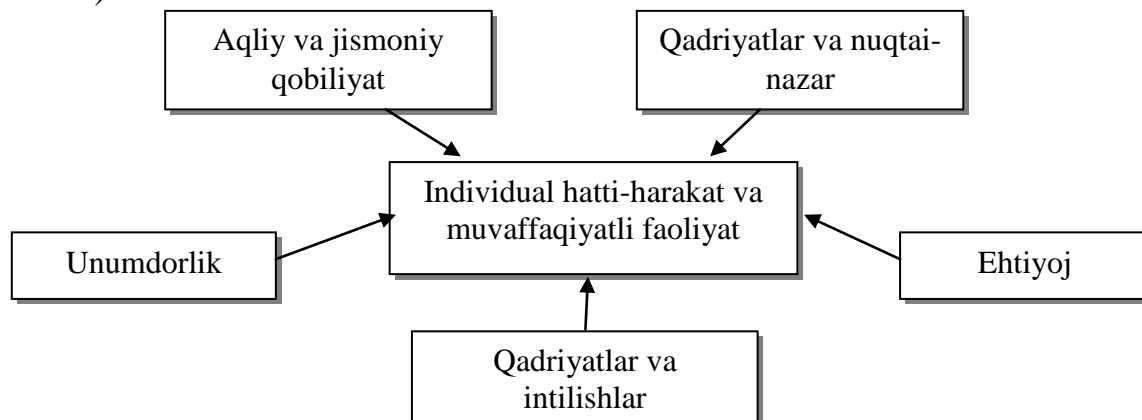 Aqliy va jismoniy
qobiliyat
Qadriyatlar va nuqtai-
nazar
Individual hatti-harakat va
muvaffaqiyatli faoliyat
Unumdorlik
Ehtiyoj
Qadriyatlar va
intilishlar